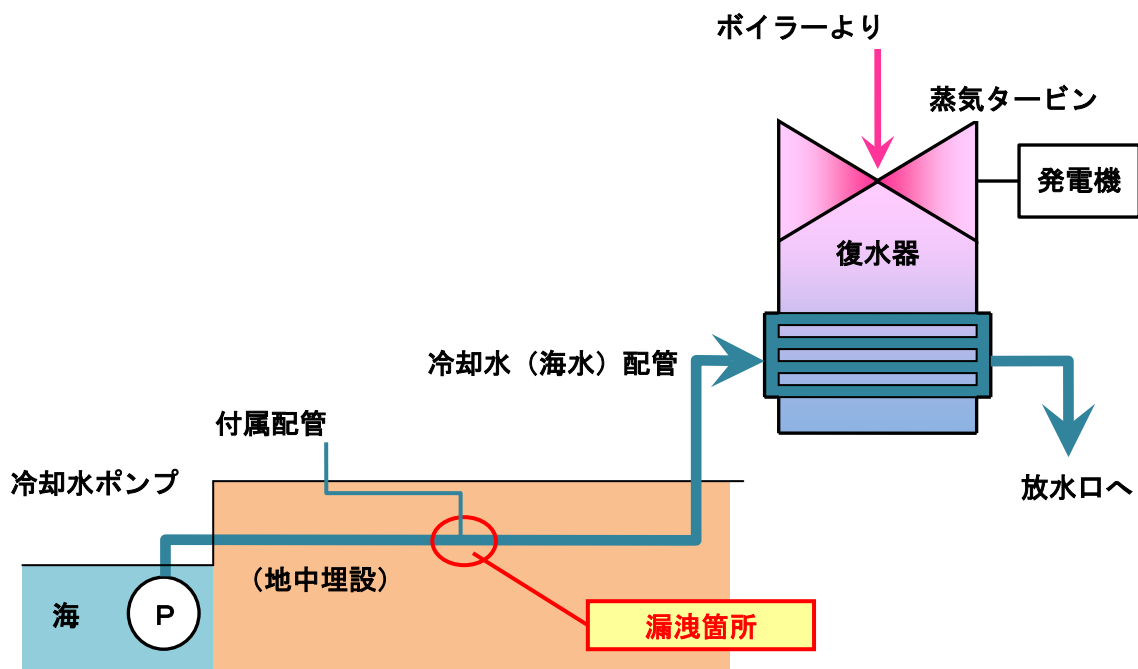 ボイラーより
蒸気タービン
発電機
復水器
冷却水（海水）配管
付属配管
冷却水ポンプ
放水口へ
（地中埋設）
海
P
漏洩箇所